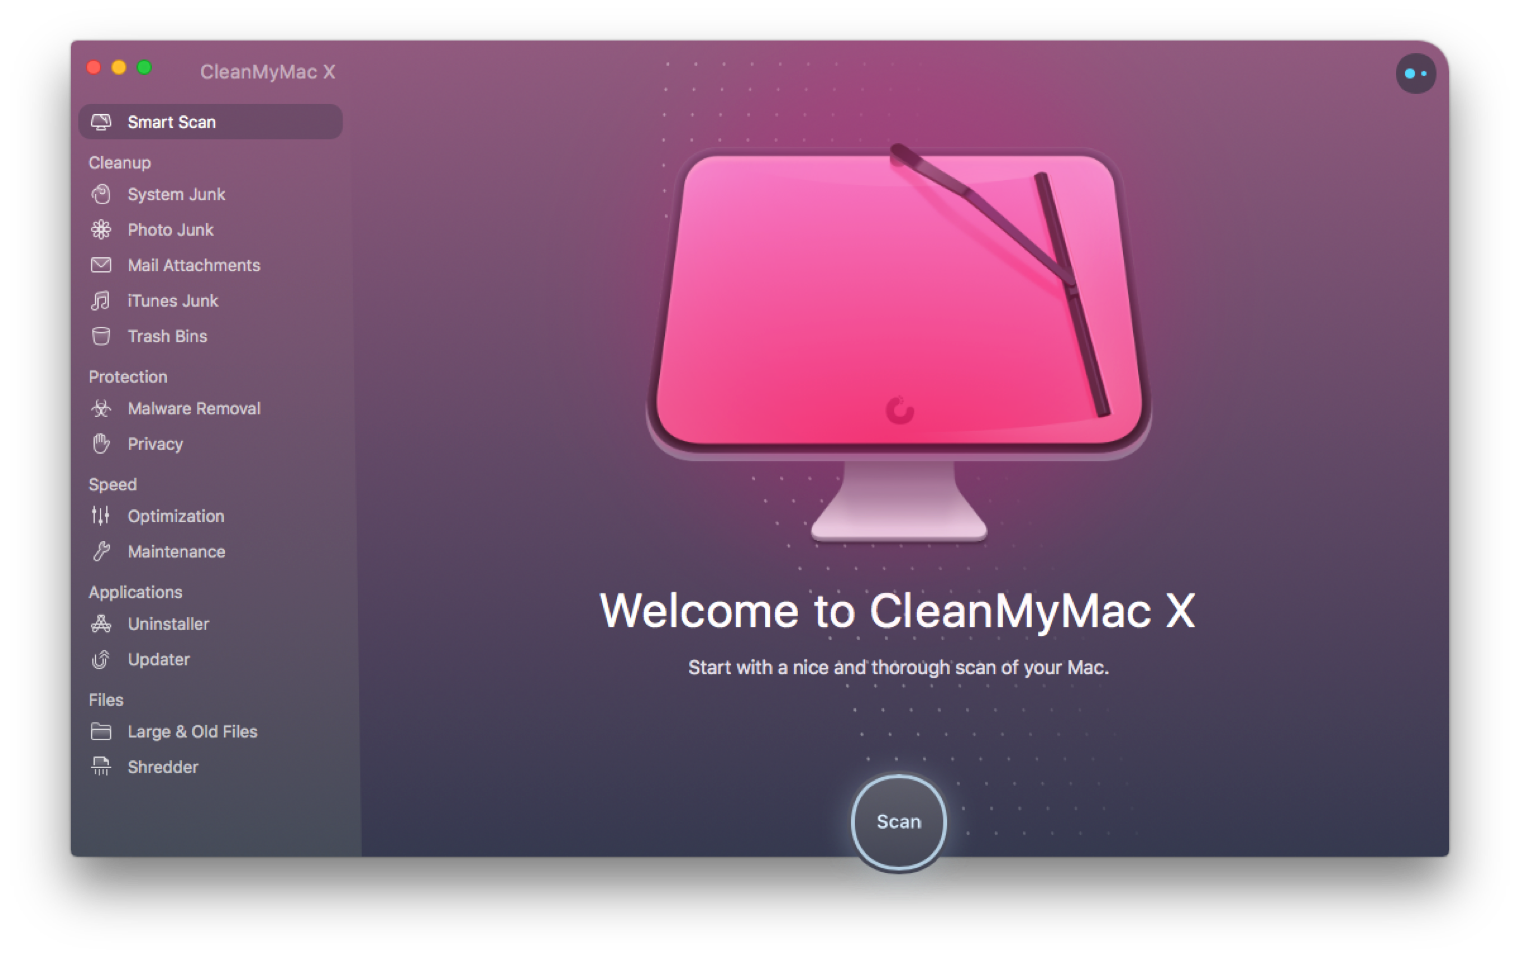 CleanMyMac X
Smart Scan
Cleanup
System Junk
Photo Junk
Mail Attachments
iTunes Junk
Trash Bins
Protection
Malware Removal
Privacy
Speed
Optimization
Maintenance
Applications
Uninstaller
Updater
Files
Large & Old Files
Shredder
Welcome to CleanMyMac X
Start with a nice and thorough scan of your Mac.
Scan